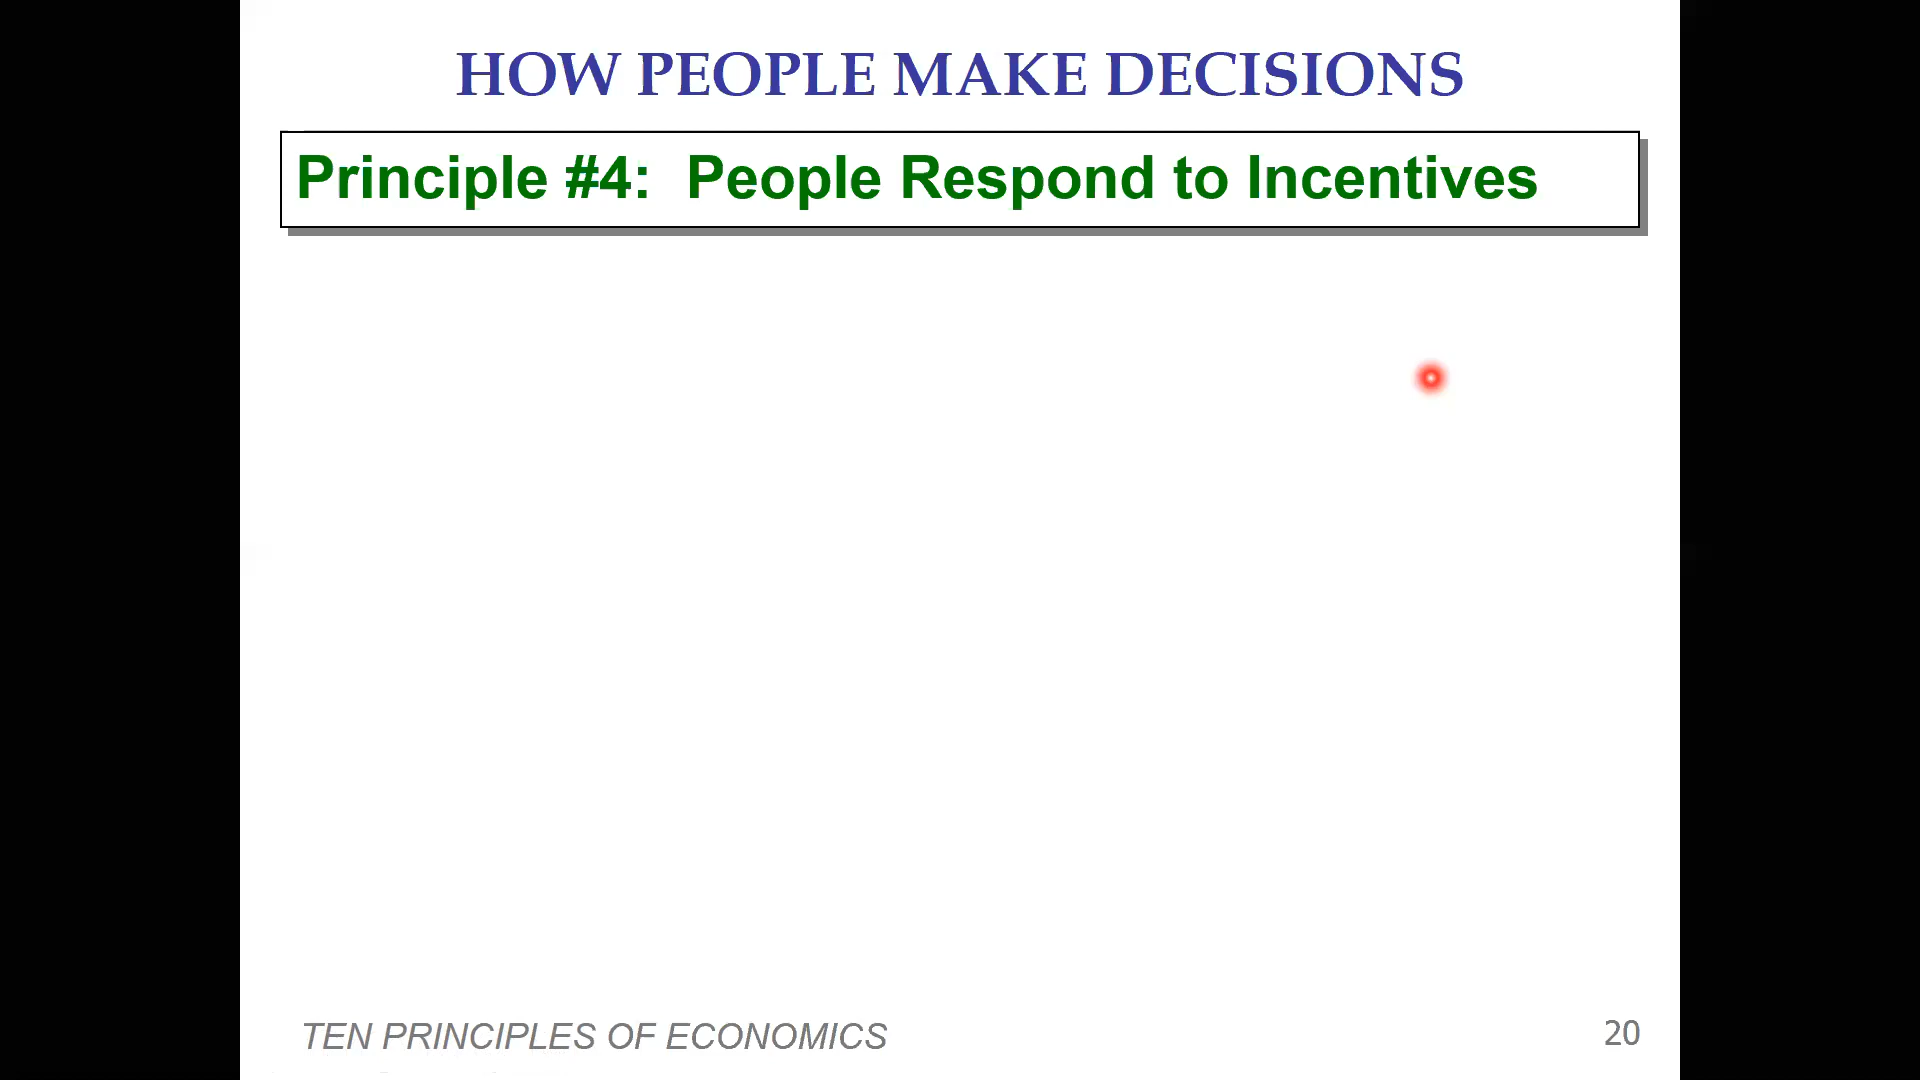 HOW PEOPLE MAKE DECISIONS
Principle #4: People Respond to Incentives
TEN PRINCIPLES OF ECONOMICS
20